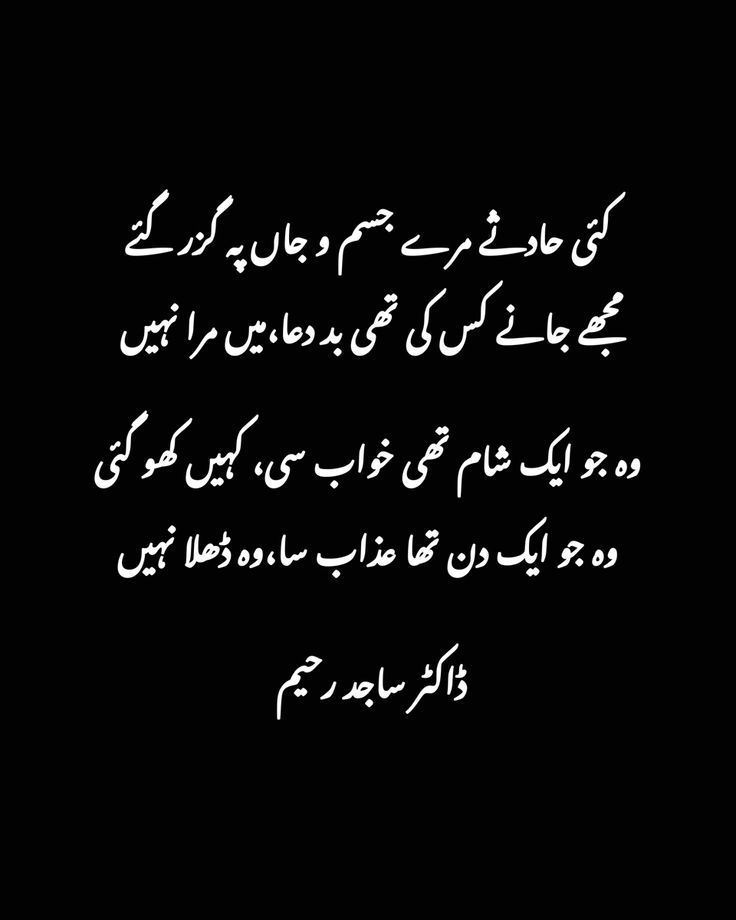 کئی حادثے مرے جسم و جاں پہ گزر گئے
مجھے جانے کس کی تھی بد دعا،میں مرا نہیں
وہ جو ایک شام تھی خواب سی، کہیں کھو گئی
وہ جو ایک دن تھا عذاب سا،وہ ڈھلا نہیں
ڈاکٹر ساجد رحیم